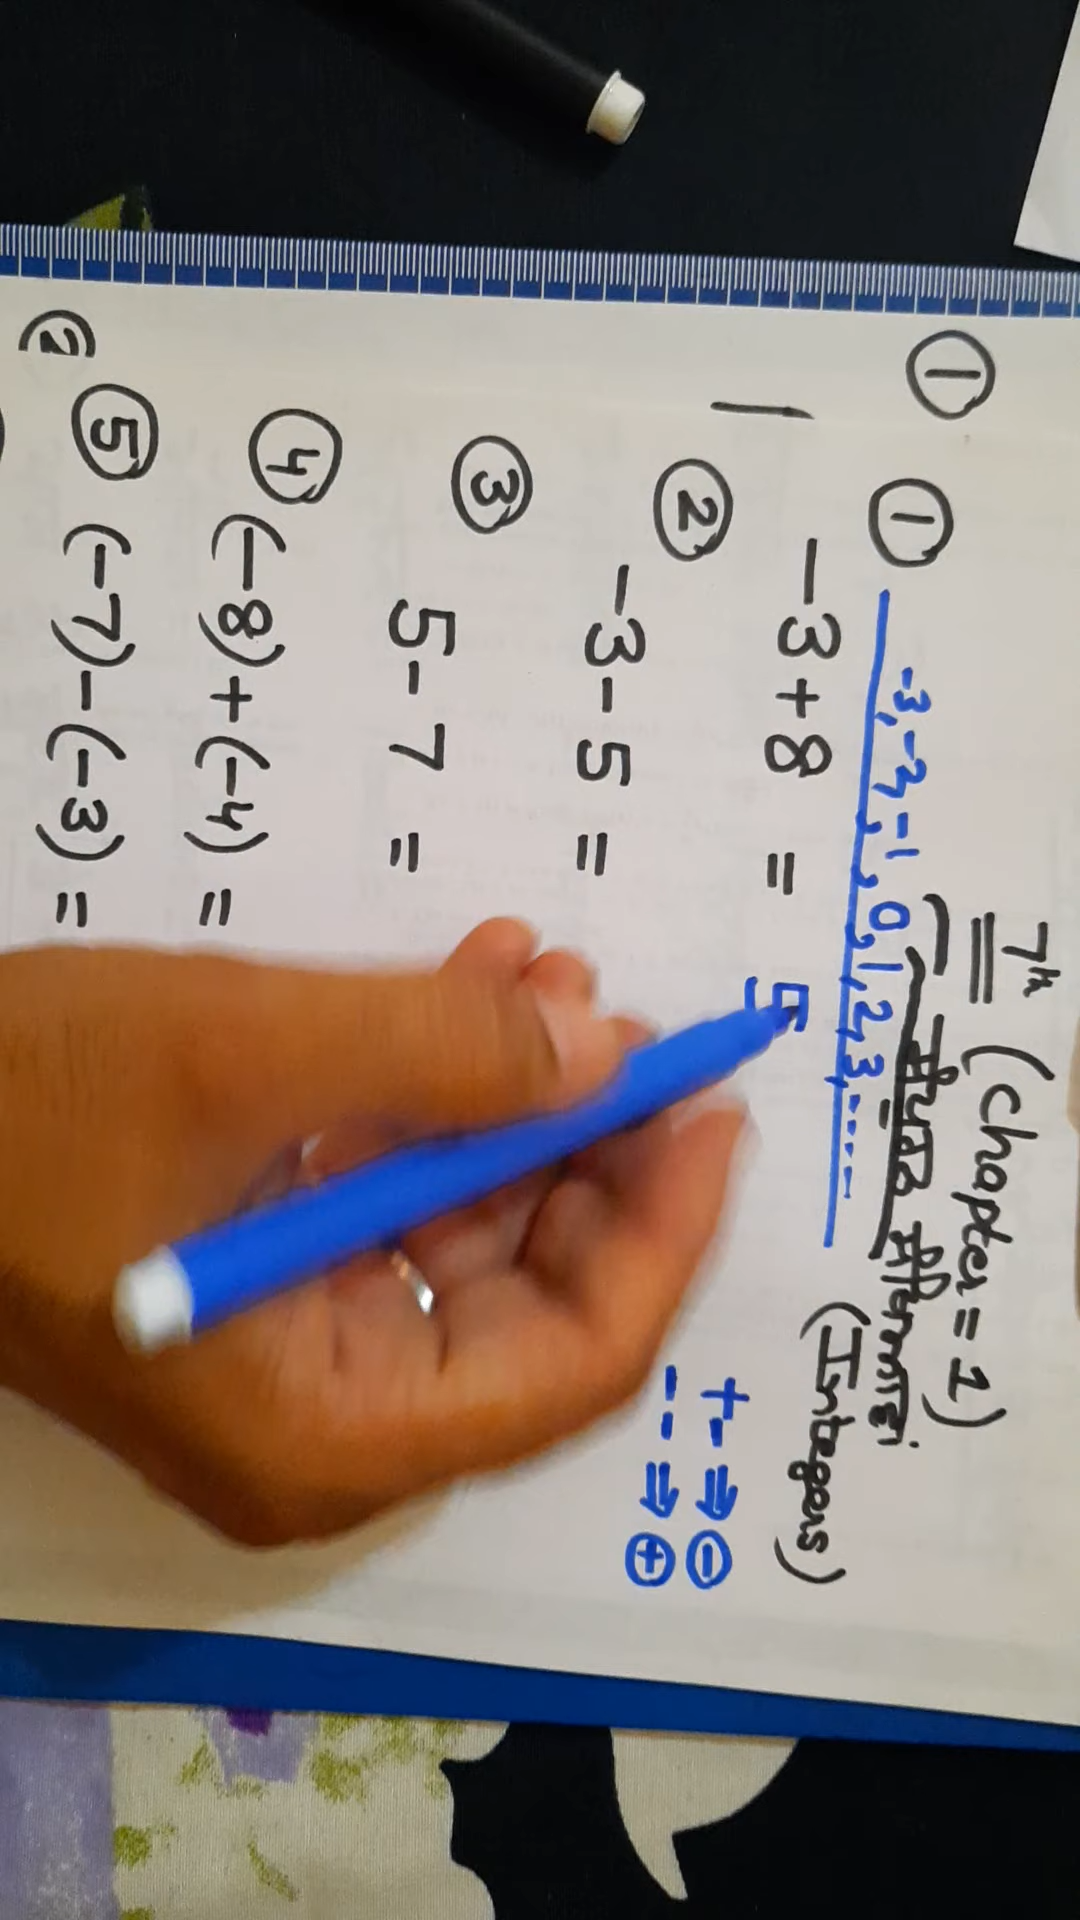 7th (Chapter = 1)
(Integers)
①
① -3, -2, -1, 0, 1, 2, 3 .....
-3 + 8 = 5
+ - ⇒ ⊖
- - ⇒ ⊕
②
-3 - 5 =
③
5 - 7 =
④
(-8) + (-4) =
⑤ (-7) - (-3) =
2